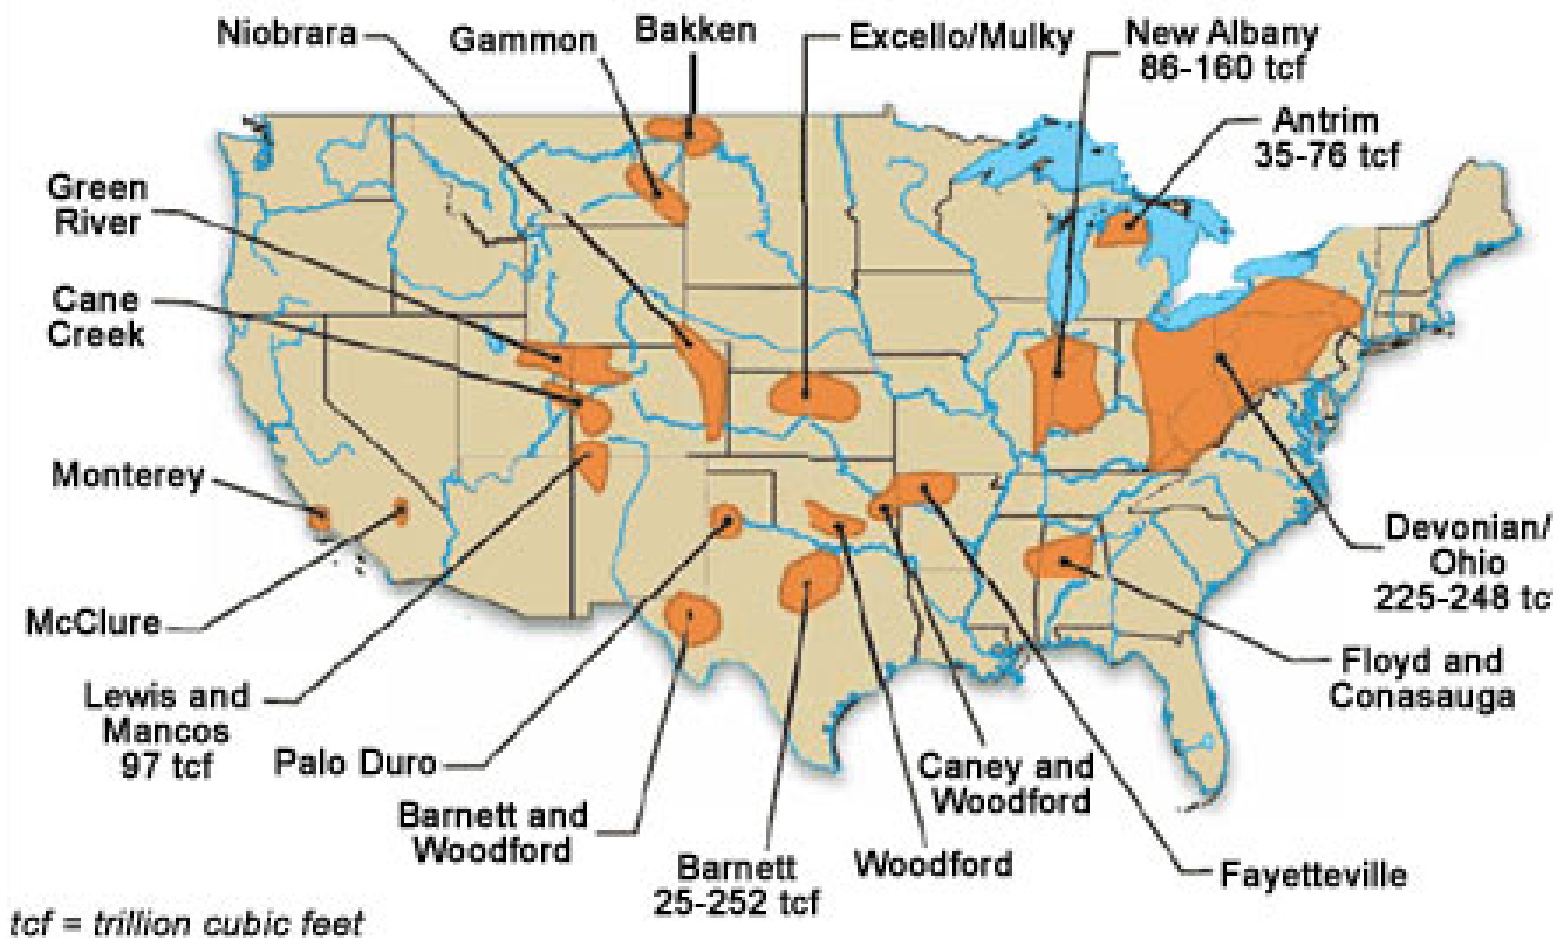 Niobrara
Gammon
Bakken
Excello/Mulky
New Albany
86-160 tcf
Antrim
35-76 tcf
Green
River
Cane
Creek
Monterey
McClure
Lewis and
Mancos
97 tcf
Palo Duro
Barnett and
Woodford
Barnett
25-252 tcf
Woodford
Caney and
Woodford
Fayetteville
Floyd and
Conasauga
Devonian/
Ohio
225-248 tc
tcf = trillion cubic feet